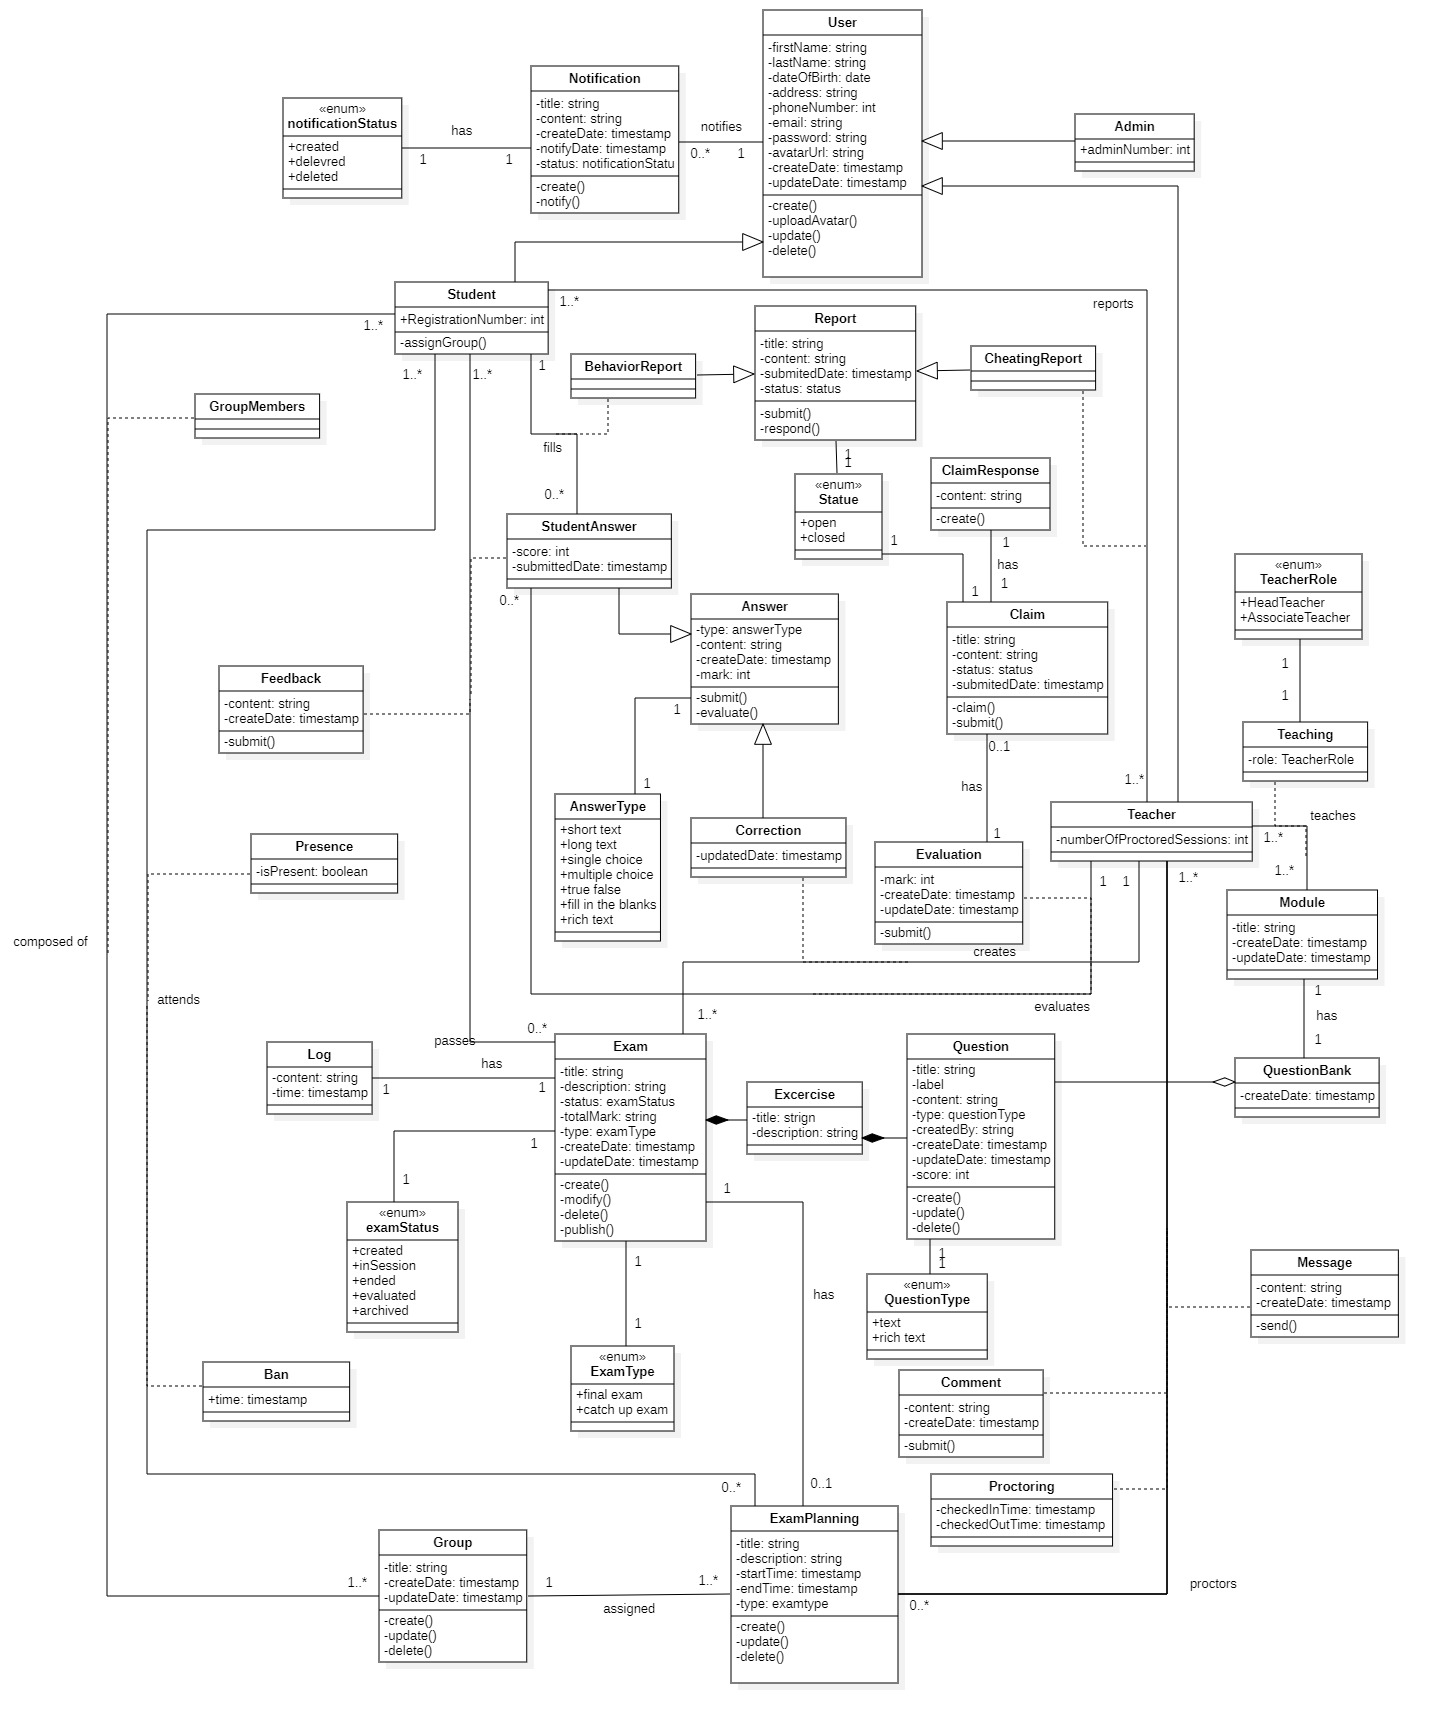 User
-firstName: string
-lastName: string
-dateOfBirth: date
-address: string
-phoneNumber: int
-email: string
-password: string
-avatarUrl: string
-createDate: timestamp
-updateDate: timestamp
-create()
-uploadAvatar()
-update()
-delete()
Notification
-title: string
-content: string
-createDate: timestamp
-notifyDate: timestamp
-status: notificationStatu
-create()
-notify()
«enum»
notificationStatus
+created
+delevred
+deleted
has
1
1
notifies
0..*
1
Admin
+adminNumber: int
Student
+RegistrationNumber: int
-assignGroup()
1..*
reports
1..*
1..*
1..*
1
Report
-title: string
-content: string
-submitedDate: timestamp
-status: status
-submit()
-respond()
BehaviorReport
CheatingReport
GroupMembers
fills
0..*
1
1
«enum»
Statue
+open
+closed
1
ClaimResponse
-content: string
-create()
1
has
1
1
StudentAnswer
-score: int
-submittedDate: timestamp
0..*
«enum»
TeacherRole
+HeadTeacher
+AssociateTeacher
1
1
Answer
-type: answerType
-content: string
-createDate: timestamp
-mark: int
-submit()
-evaluate()
1
1
Claim
-title: string
-content: string
-status: status
-submitedDate: timestamp
-claim()
-submit()
0..1
has
1
Feedback
-content: string
-createDate: timestamp
-submit()
Teaching
-role: TeacherRole
AnswerType
+short text
+long text
+single choice
+multiple choice
+true false
+fill in the blanks
+rich text
Correction
-updatedDate: timestamp
1..*
Teacher
-numberOfProctoredSessions: int
teaches
1..*
1..*
1
1
1..*
Presence
-isPresent: boolean
Evaluation
-mark: int
-createDate: timestamp
-updateDate: timestamp
-submit()
Module
-title: string
-createDate: timestamp
-updateDate: timestamp
1
has
1
composed of
creates
attends
evaluates
1..*
0..*
passes
has
1
1
Log
-content: string
-time: timestamp
Exam
-title: string
-description: string
-status: examStatus
-totalMark: string
-type: examType
-createDate: timestamp
-updateDate: timestamp
-create()
-modify()
-delete()
-publish()
Excercise
-title: strign
-description: string
Question
-title: string
-label
-content: string
-type: questionType
-createdBy: string
-createDate: timestamp
-updateDate: timestamp
-score: int
-create()
-update()
-delete()
QuestionBank
-createDate: timestamp
1
1
«enum»
examStatus
+created
+inSession
+ended
+evaluated
+archived
1
1
1
has
0..1
1
1
«enum»
QuestionType
+text
+rich text
Message
-content: string
-createDate: timestamp
-send()
«enum»
ExamType
+final exam
+catch up exam
Ban
+time: timestamp
Comment
-content: string
-createDate: timestamp
-submit()
Proctoring
-checkedInTime: timestamp
-checkedOutTime: timestamp
0..*
ExamPlanning
-title: string
-description: string
-startTime: timestamp
-endTime: timestamp
-type: examtype
-create()
-update()
-delete()
Group
-title: string
-createDate: timestamp
-updateDate: timestamp
-create()
-update()
-delete()
1..*
1
assigned
1..*
0..*
proctors